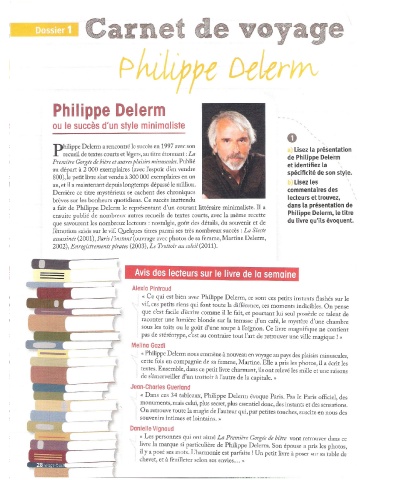 Dossier 1
Carnet de voyage
Philippe Delerm
Philippe Delerm
ou le succès d'un style minimaliste
Philippe Delerm a rencontré le succès en 1997 avec son
recueil de textes courts et légers, au titre étonnant : La
Première Gorgée de bière et autres plaisirs minuscules. Publié
au départ à 2 000 exemplaires (avec l'espoir d'en vendre
800), le petit livre s'est vendu à 300 000 exemplaires en un
an, et il a maintenant depuis longtemps dépassé le million.
Derrière ce titre mystérieux se cachent des chroniques
brèves sur les bonheurs quotidiens. Ce succès inattendu
a fait de Philippe Delerm le représentant d'un courant littéraire minimaliste. Il a
ensuite publié de nombreux autres recueils de textes courts, avec la même recette
que savourent les nombreux lecteurs : nostalgie, goût des détails, du souvenir et de
l'émotion saisis sur le vif. Quelques titres parmi ses très nombreux succès : La Sieste
assassinée (2001), Paris l'instant (ouvrage avec photos de sa femme, Martine Delerm,
2002), Enregistrements pirates (2003), Le Trottoir au soleil (2011).
1
a) Lisez la présentation
de Philippe Delerm
et identifiez la
spécificité de son style.
b) Lisez les
commentaires des
lecteurs et trouvez,
dans la présentation de
Philippe Delerm, le titre
du livre qu'ils évoquent.
Avis des lecteurs sur le livre de la semaine
Alexis Pintroud
« Ce qui est bien avec Philippe Delerm, ce sont ces petits instants flashés sur le
vif, ces petits riens qui font toute la différence, ces moments indicibles. On pense
que c'est facile d'écrire comme il le fait, et pourtant lui seul possède ce talent de
raconter une lumière blonde sur la terrasse d'un café, le mystère d'une chambre
sous les toits ou le goût d'une soupe à l'oignon. Ce livre magnifique ne contient
pas de stéréotype, c'est au contraire tout l'art de retrouver une ville magique ! »
« Philippe Delerm nous emmène à nouveau en voyage au pays des plaisirs minuscules,
cette fois en compagnie de sa femme, Martine. Elle a pris les photos, il a écrit les
textes. Ensemble, dans ce petit livre charmant, ils ont relevé les mille et une raisons
de s'émerveiller d'un trottoir à l'autre de la capitale. »
Jean-Charles
« Dans ces 34 tableaux, Philippe Delerm évoque Paris. Pas le Paris officiel, des
monuments, mais celui, plus secret, plus essentiel donc, des instants et des sensations.
On retrouve toute la magie de l'auteur qui, par petites touches, suscite en nous des
souvenirs intimes et lointains. »
Danielle Vignaud
« Les personnes qui ont aimé La Première Gorgée de bière vont retrouver dans ce
livre la marque si particulière de Philippe Delerm. Son épouse a pris les photos,
il y a mis ses mots. L'harmonie est parfaite ! Un petit livre à poser sur sa table de
chevet, et à feuilleter selon ses envies... »
28